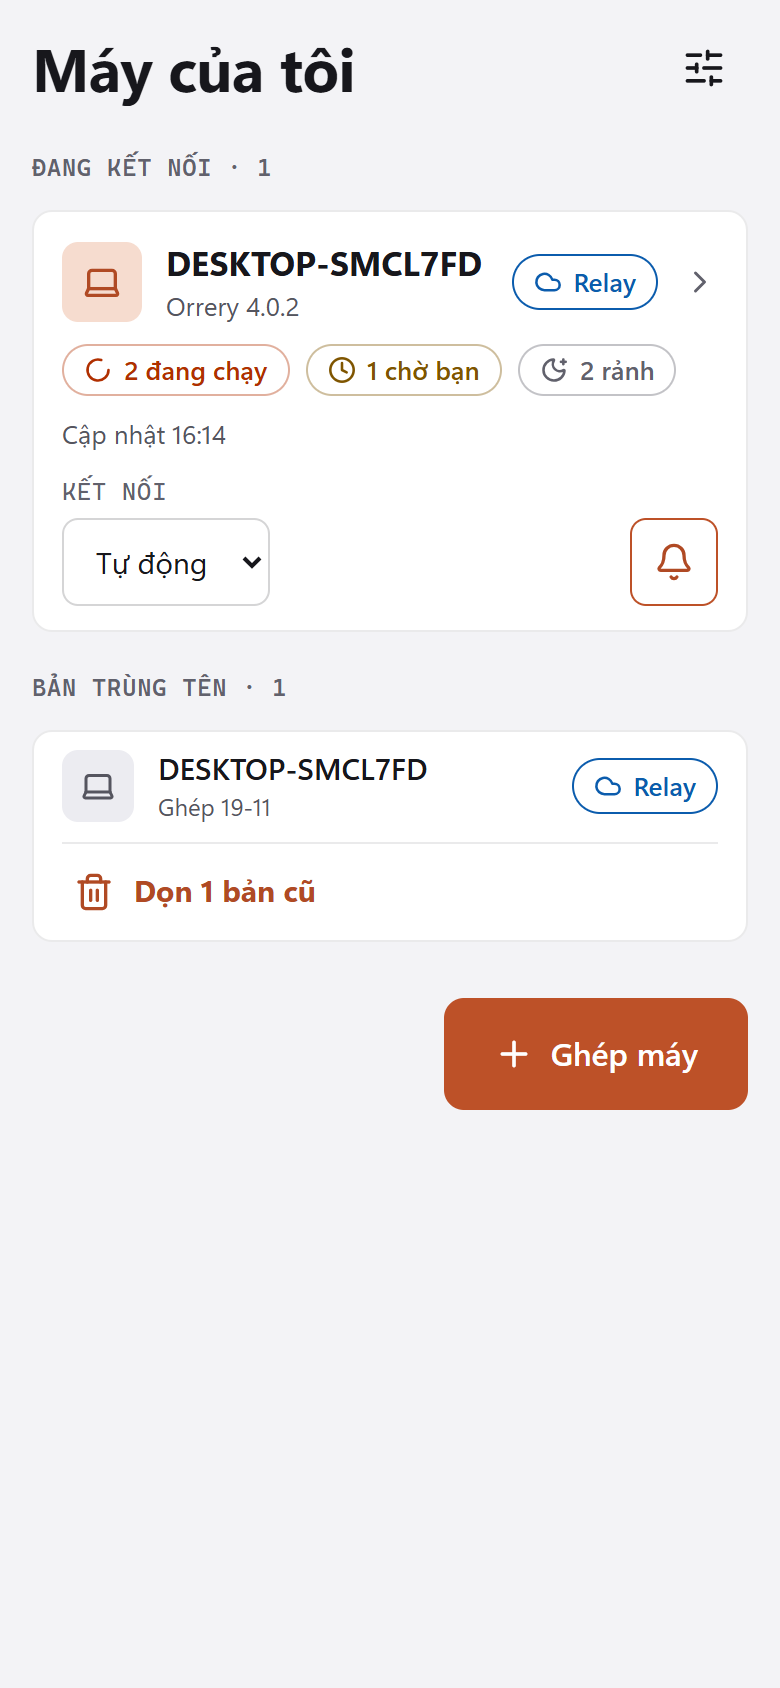 Máy của tôi
ĐANG KẾT NỐI · 1
DESKTOP-SMCL7FD
Orrery 4.0.2
Relay
2 đang chạy
1 chờ bạn
2 rảnh
Cập nhật 16:14
KẾT NỐI
Tự động
BẢN TRÙNG TÊN · 1
DESKTOP-SMCL7FD
Ghép 19-11
Relay
Dọn 1 bản cũ
Ghép máy